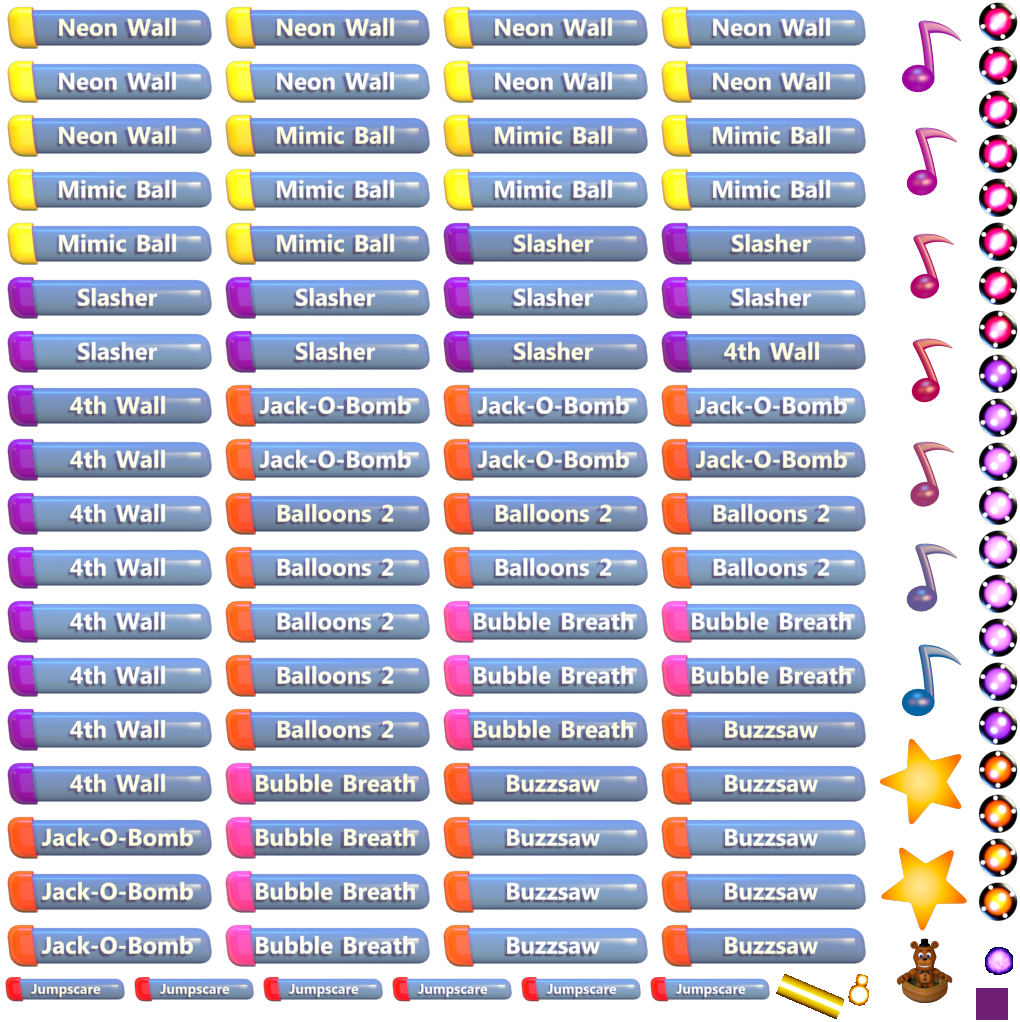 Neon Wall Neon Wall Neon Wall Neon Wall
Neon Wall Neon Wall Neon Wall Neon Wall
Neon Wall Mimic Ball Mimic Ball Mimic Ball
Mimic Ball Mimic Ball Mimic Ball Mimic Ball
Mimic Ball Mimic Ball Slasher Slasher
Slasher Slasher Slasher Slasher
Slasher Slasher Slasher 4th Wall
4th Wall Jack-O-Bomb Jack-O-Bomb Jack-O-Bomb
4th Wall Jack-O-Bomb Jack-O-Bomb Jack-O-Bomb
4th Wall Balloons 2 Balloons 2 Balloons 2
4th Wall Balloons 2 Balloons 2 Balloons 2
4th Wall Balloons 2 Bubble Breath Bubble Breath
4th Wall Balloons 2 Bubble Breath Bubble Breath
4th Wall Balloons 2 Bubble Breath Buzzsaw
4th Wall Bubble Breath Buzzsaw Buzzsaw
Jack-O-Bomb Bubble Breath Buzzsaw Buzzsaw
Jack-O-Bomb Bubble Breath Buzzsaw Buzzsaw
Jack-O-Bomb Bubble Breath Buzzsaw Buzzsaw
Jumpscare Jumpscare Jumpscare Jumpscare Jumpscare Jumpscare